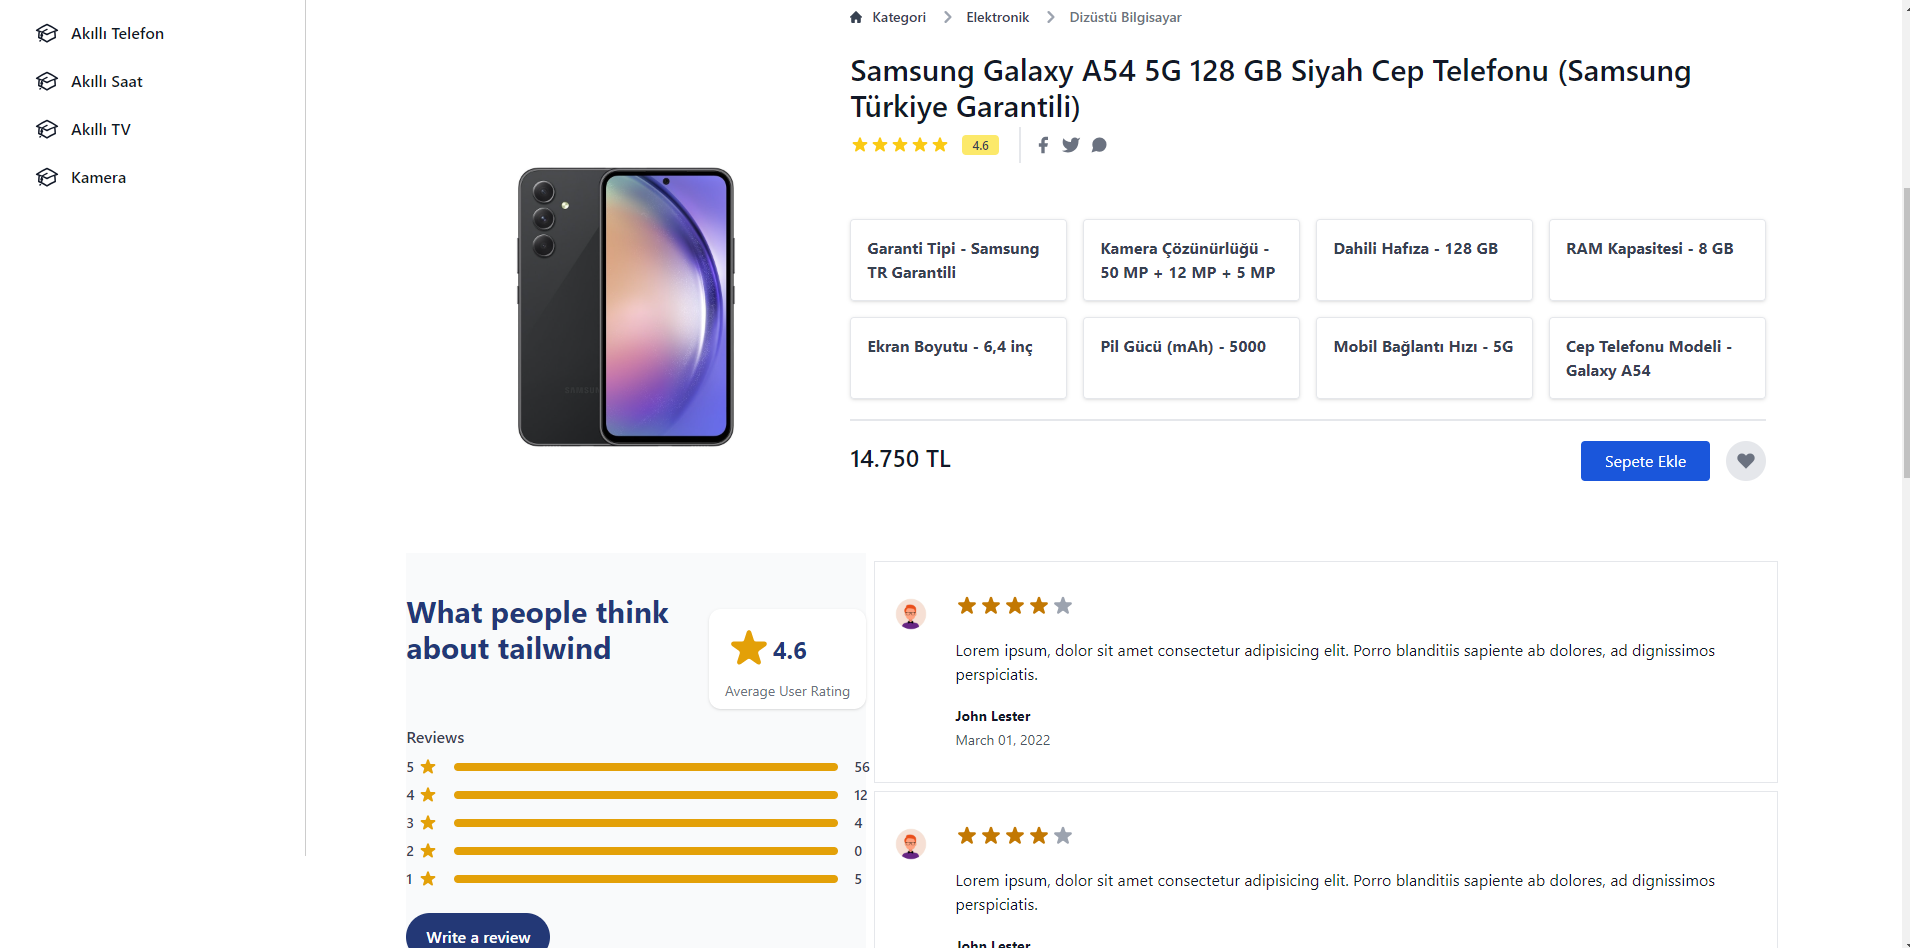 Akıllı Telefon
Akıllı Saat
Akıllı TV
Kamera
Kategori
Elektronik
Dizüstü Bilgisayar
Samsung Galaxy A54 5G 128 GB Siyah Cep Telefonu (Samsung
Türkiye Garantili)
4.6
SAMSUNG
Garanti Tipi - Samsung
TR Garantili
Kamera Çözünürlüğü -
50 MP + 12 MP + 5 MP
Dahili Hafıza - 128 GB
RAM Kapasitesi - 8 GB
Ekran Boyutu - 6,4 inç
Pil Gücü (mAh) - 5000
Mobil Bağlantı Hızı - 5G
Cep Telefonu Modeli -
Galaxy A54
14.750 TL
Sepete Ekle
What people think
about tailwind
4.6
Average User Rating
Reviews
5 56
4 12
3 4
2 0
1 5
Write a review
Lorem ipsum, dolor sit amet consectetur adipisicing elit. Porro blanditiis sapiente ab dolores, ad dignissimos
perspiciatis.
John Lester
March 01, 2022
Lorem ipsum, dolor sit amet consectetur adipisicing elit. Porro blanditiis sapiente ab dolores, ad dignissimos
perspiciatis.
John Lester